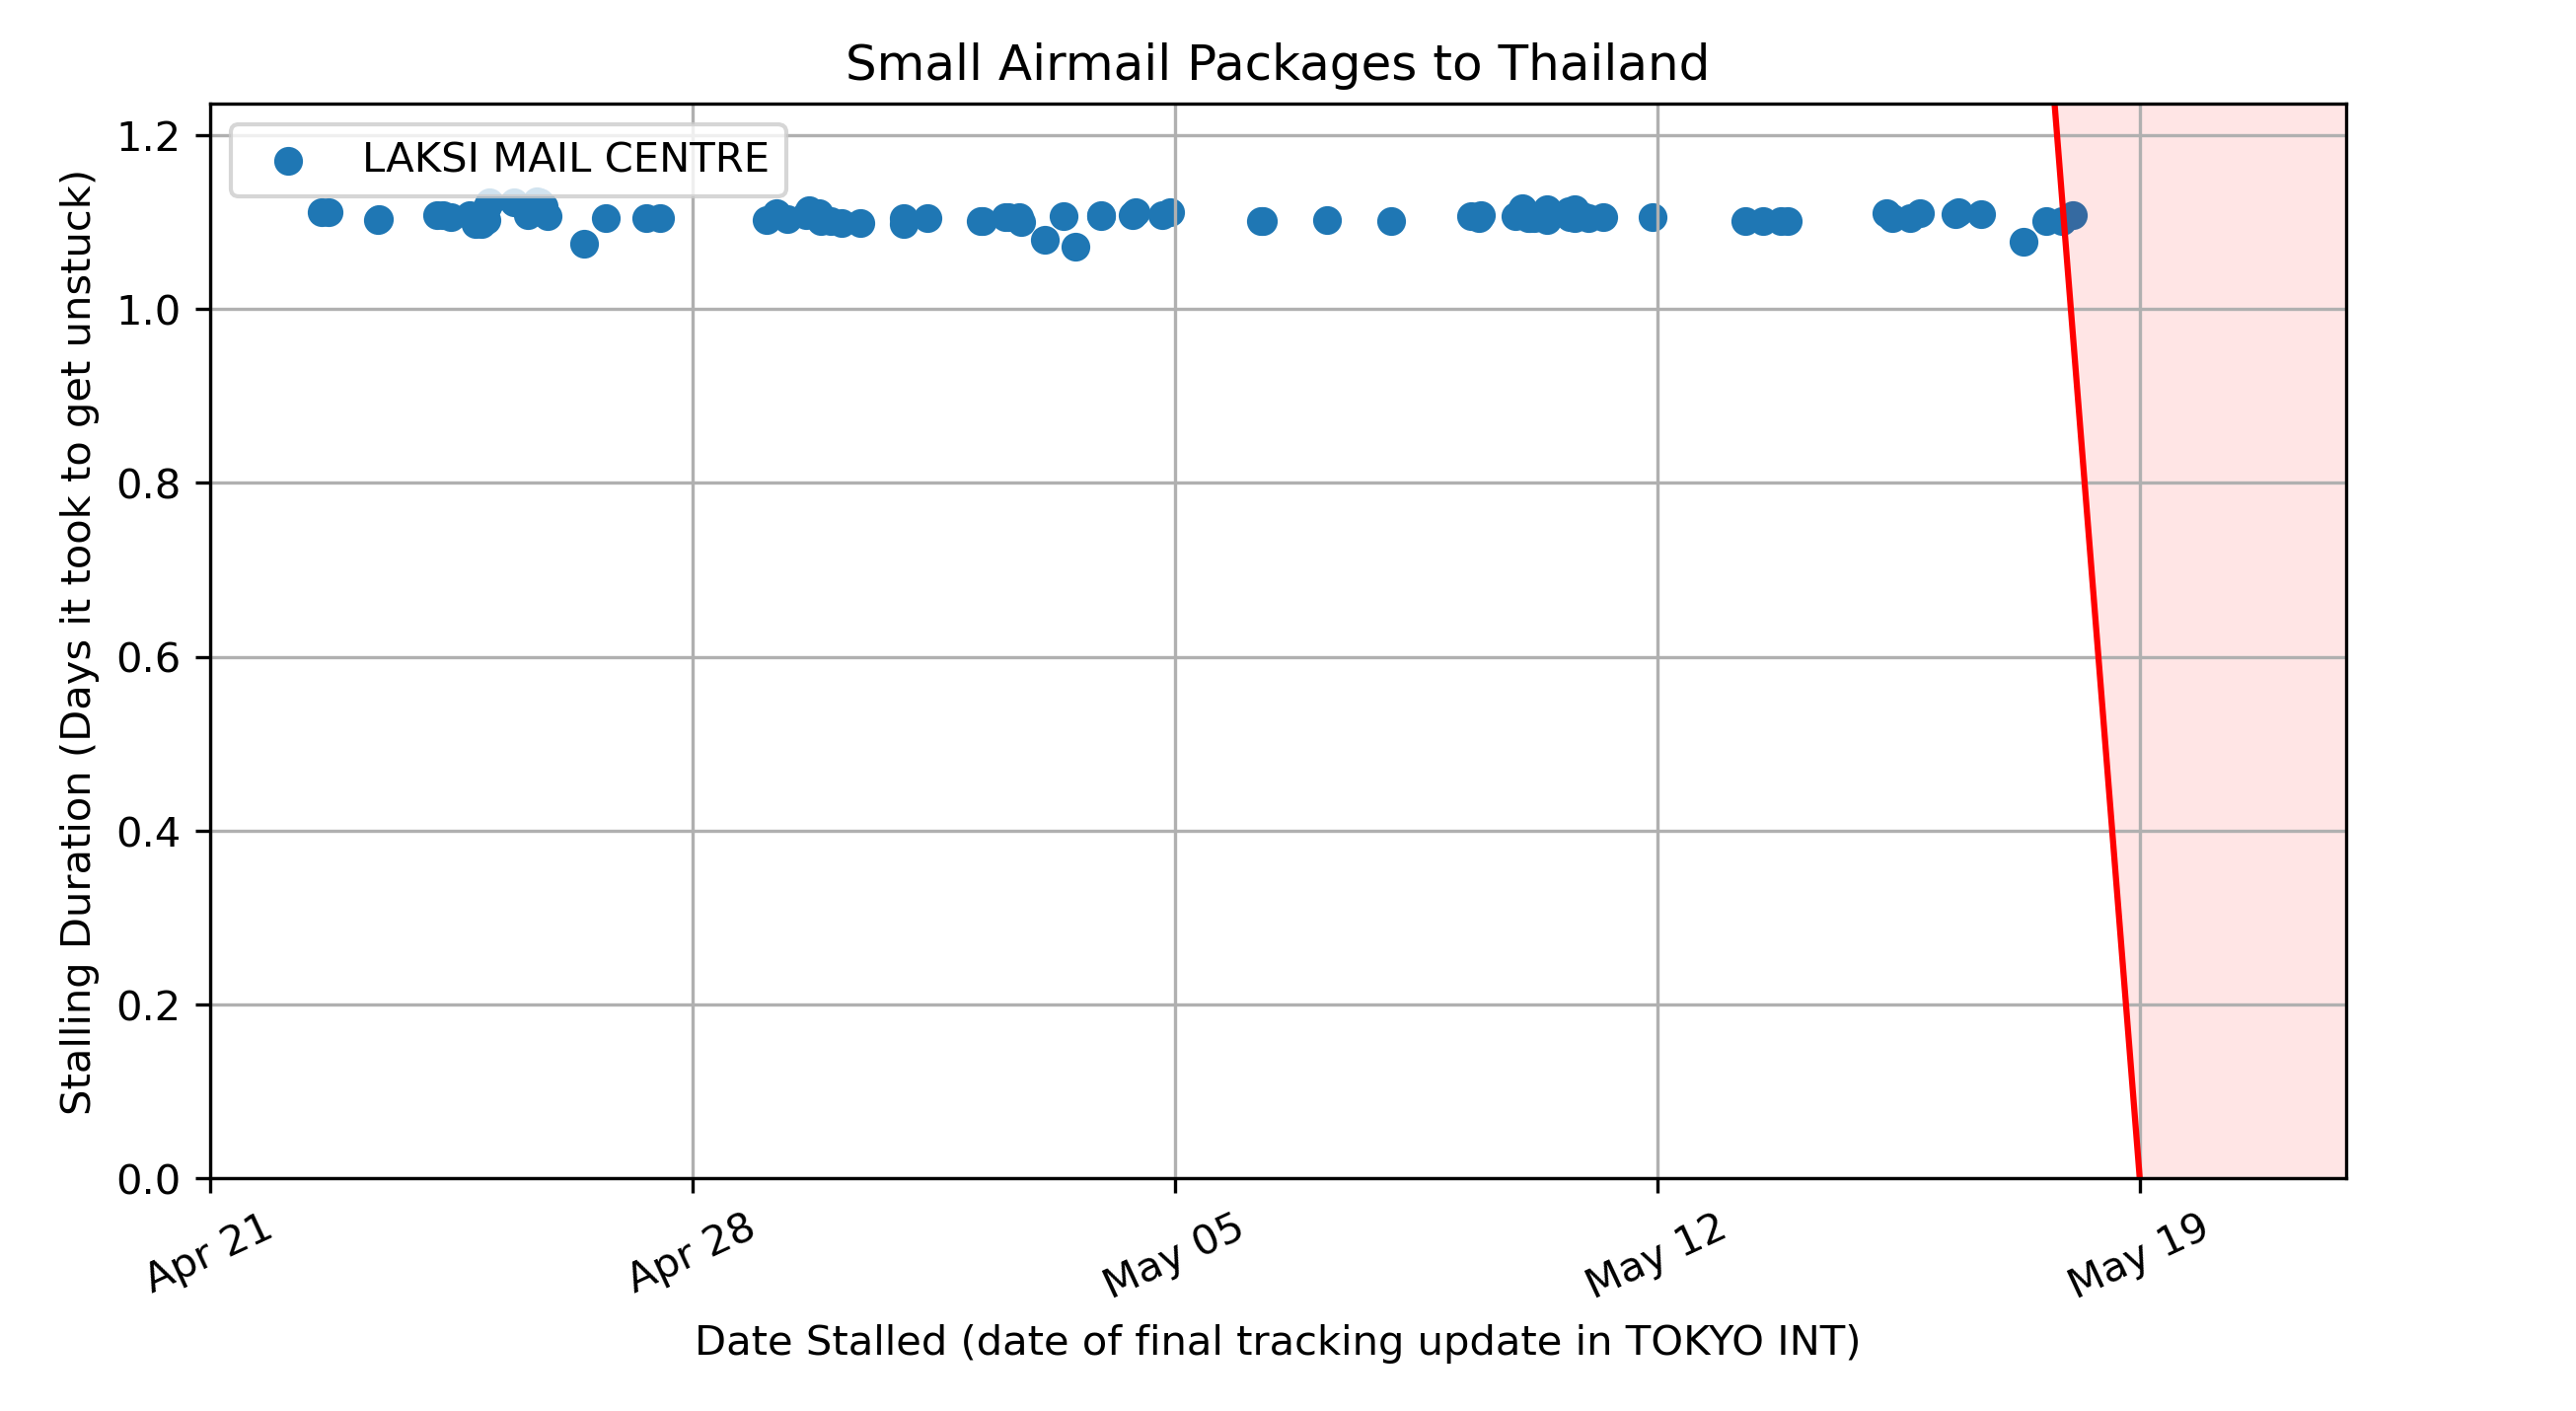 Small Airmail Packages to Thailand
LAKSI MAIL CENTRE
Stalling Duration (Days it took to get unstuck)
1.2
1.0
0.8
0.6
0.4
0.2
0.0
Apr 21
Apr 28
May 05
May 12
May 19
Date Stalled (date of final tracking update in TOKYO INT)